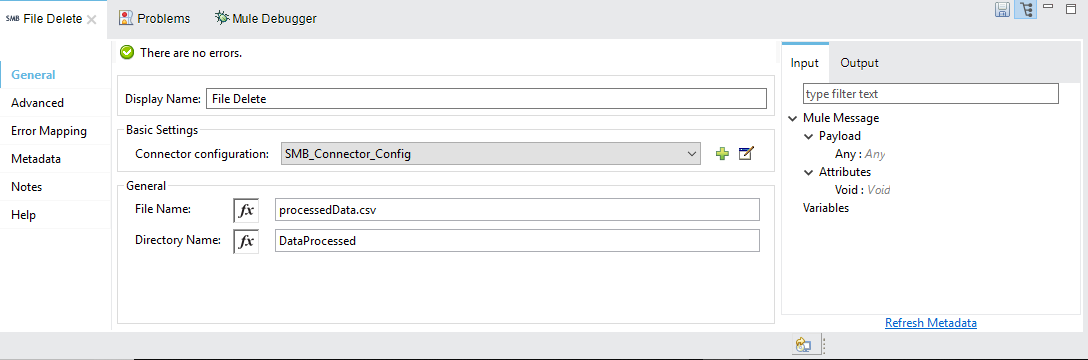 SMB File Delete
Problems
Mule Debugger
General
Advanced
Error Mapping
Metadata
Notes
Help
There are no errors.
Display Name: File Delete
Basic Settings
Connector configuration: SMB_Connector_Config
General
File Name: fx processedData.csv
Directory Name: fx DataProcessed
Input Output
type filter text
Mule Message
Payload
Any : Any
Attributes
Void : Void
Variables
Refresh Metadata